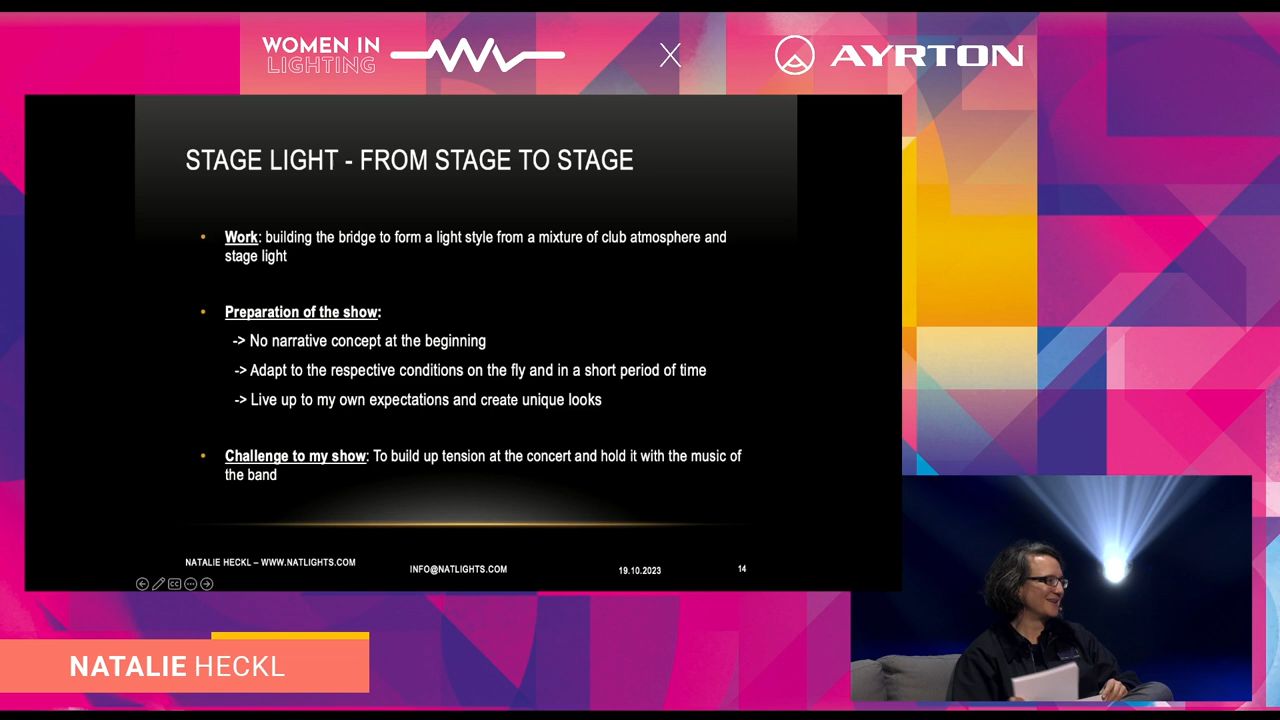 WOMEN IN
LIGHTING
X
AYRTON
STAGE LIGHT - FROM STAGE TO STAGE
• Work: building the bridge to form a light style from a mixture of club atmosphere and
stage light
• Preparation of the show:
-> No narrative concept at the beginning
-> Adapt to the respective conditions on the fly and in a short period of time
-> Live up to my own expectations and create unique looks
• Challenge to my show: To build up tension at the concert and hold it with the music of
the band
NATALIE HECKL – WWW.NATLIGHTS.COM
INFO@NATLIGHTS.COM
19.10.2023
14
CC
NATALIE HECKL